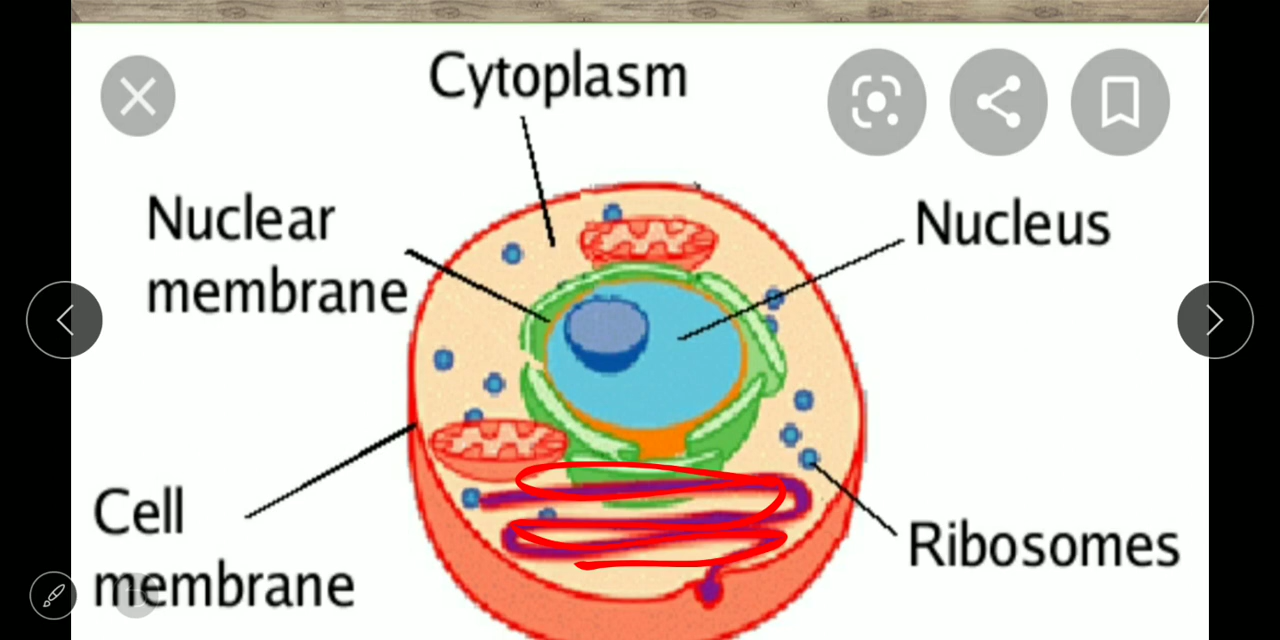 Cytoplasm
Nuclear
membrane
Nucleus
Cell
membrane
Ribosomes